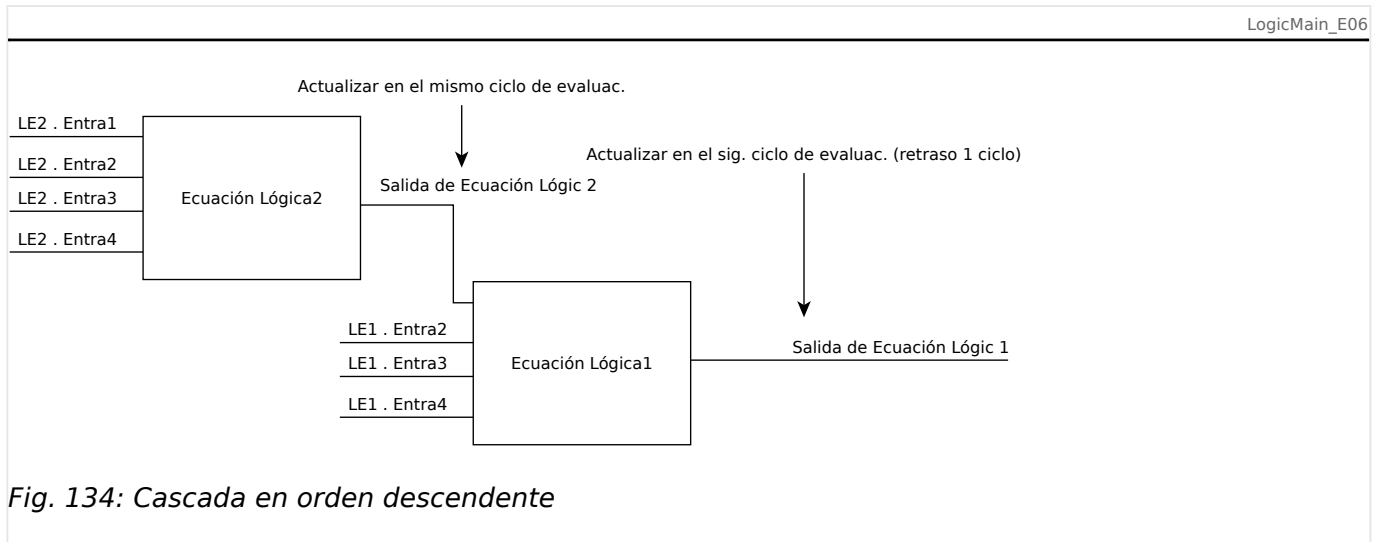 LogicMain_E06
Actualizar en el mismo ciclo de evaluac.
LE2 . Entra1
Actualizar en el sig. ciclo de evaluac. (retraso 1 ciclo)
LE2 . Entra2
Salida de Ecuación Lógic 2
LE2 . Entra3
Ecuación Lógica2
LE2 . Entra4
LE1 . Entra2
Salida de Ecuación Lógic 1
LE1 . Entra3
Ecuación Lógica1
LE1 . Entra4
Fig. 134: Cascada en orden descendente